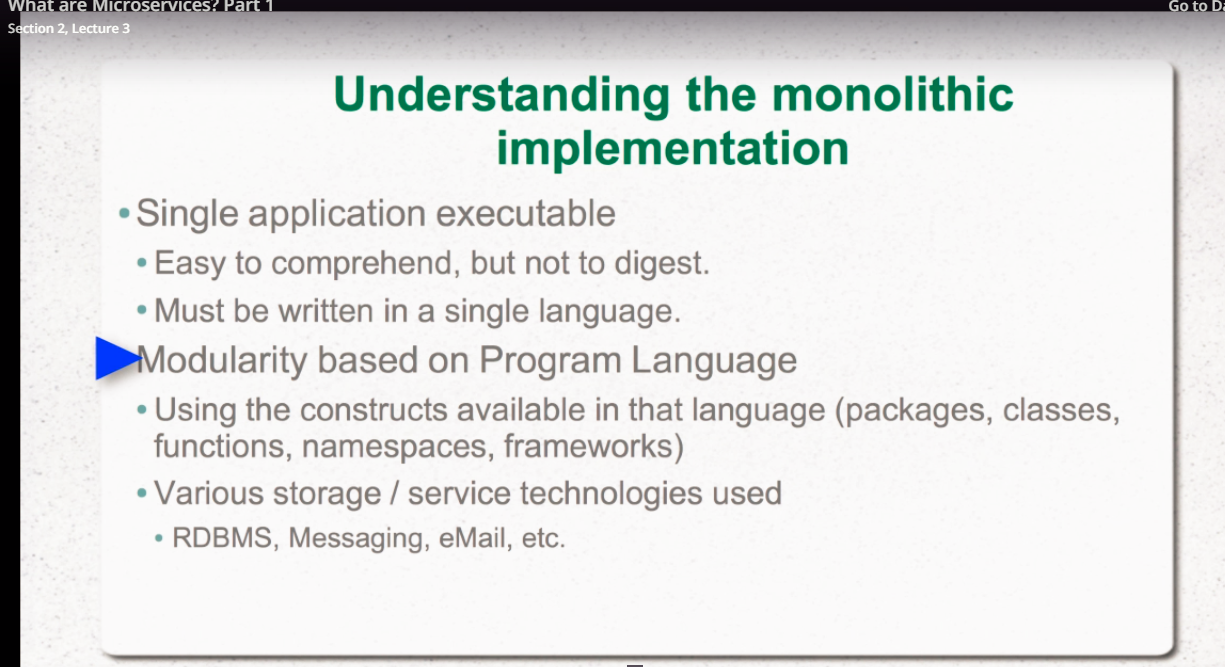 What are Microservices? Part 1
Go to Da
Section 2, Lecture 3
Understanding the monolithic
implementation
• Single application executable
• Easy to comprehend, but not to digest.
• Must be written in a single language.
Modularity based on Program Language
• Using the constructs available in that language (packages, classes,
functions, namespaces, frameworks)
• Various storage / service technologies used
• RDBMS, Messaging, eMail, etc.